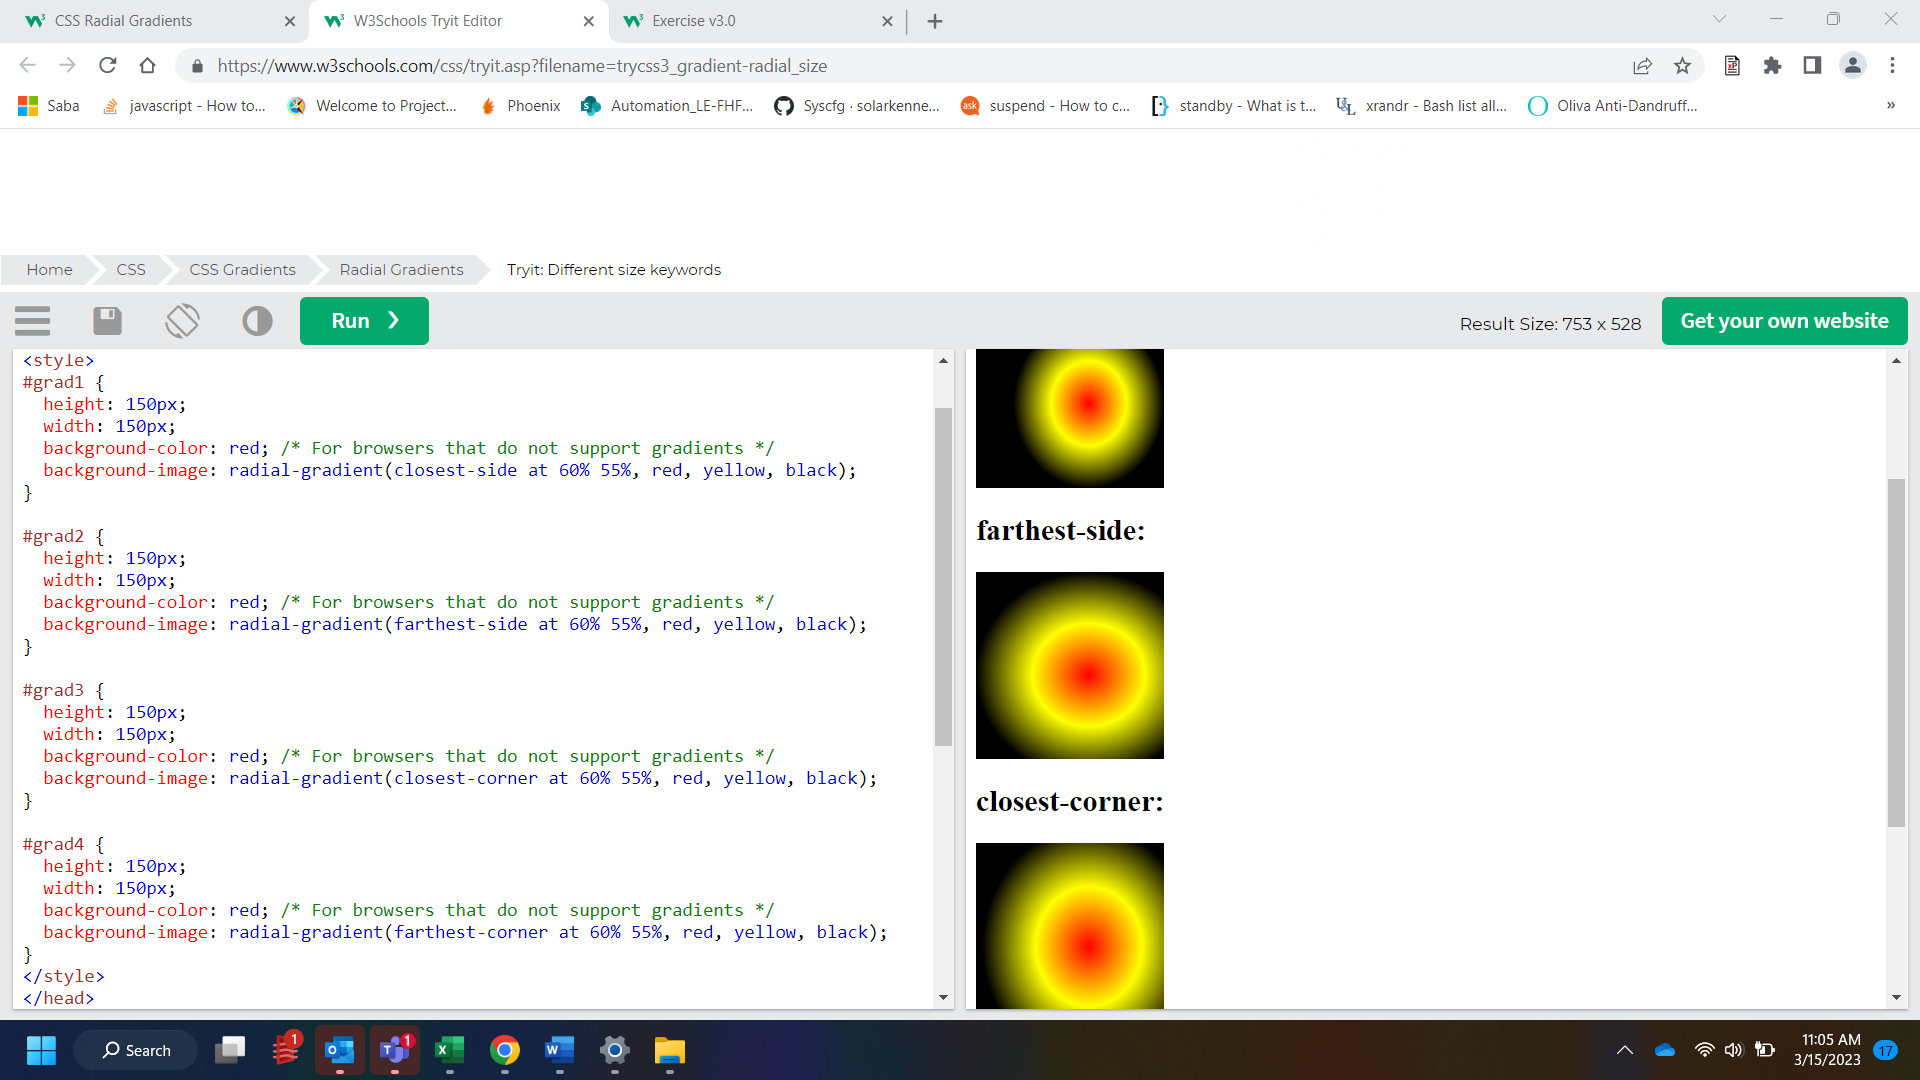 CSS Radial Gradients
W3Schools Tryit Editor
Exercise v3.0
https://www.w3schools.com/css/tryit.asp?filename=trycss3_gradient-radial_size
Saba
javascript - How to...
Welcome to Project...
Phoenix
Automation_LE-FHF...
Syscfg · solarkenne...
ask
suspend - How to c...
standby - What is t...
xrandr - Bash list all...
Oliva Anti-Dandruff...
»
Home
CSS
CSS Gradients
Radial Gradients
Tryit: Different size keywords
Run ❯
Result Size: 753 x 528
Get your own website
<style>
#grad1 {
  height: 150px;
  width: 150px;
  background-color: red; /* For browsers that do not support gradients */
  background-image: radial-gradient(closest-side at 60% 55%, red, yellow, black);
}
#grad2 {
  height: 150px;
  width: 150px;
  background-color: red; /* For browsers that do not support gradients */
  background-image: radial-gradient(farthest-side at 60% 55%, red, yellow, black);
}
#grad3 {
  height: 150px;
  width: 150px;
  background-color: red; /* For browsers that do not support gradients */
  background-image: radial-gradient(closest-corner at 60% 55%, red, yellow, black);
}
#grad4 {
  height: 150px;
  width: 150px;
  background-color: red; /* For browsers that do not support gradients */
  background-image: radial-gradient(farthest-corner at 60% 55%, red, yellow, black);
}
</style>
</head>
farthest-side:
closest-corner:
Search
1
1
11:05 AM
3/15/2023
17